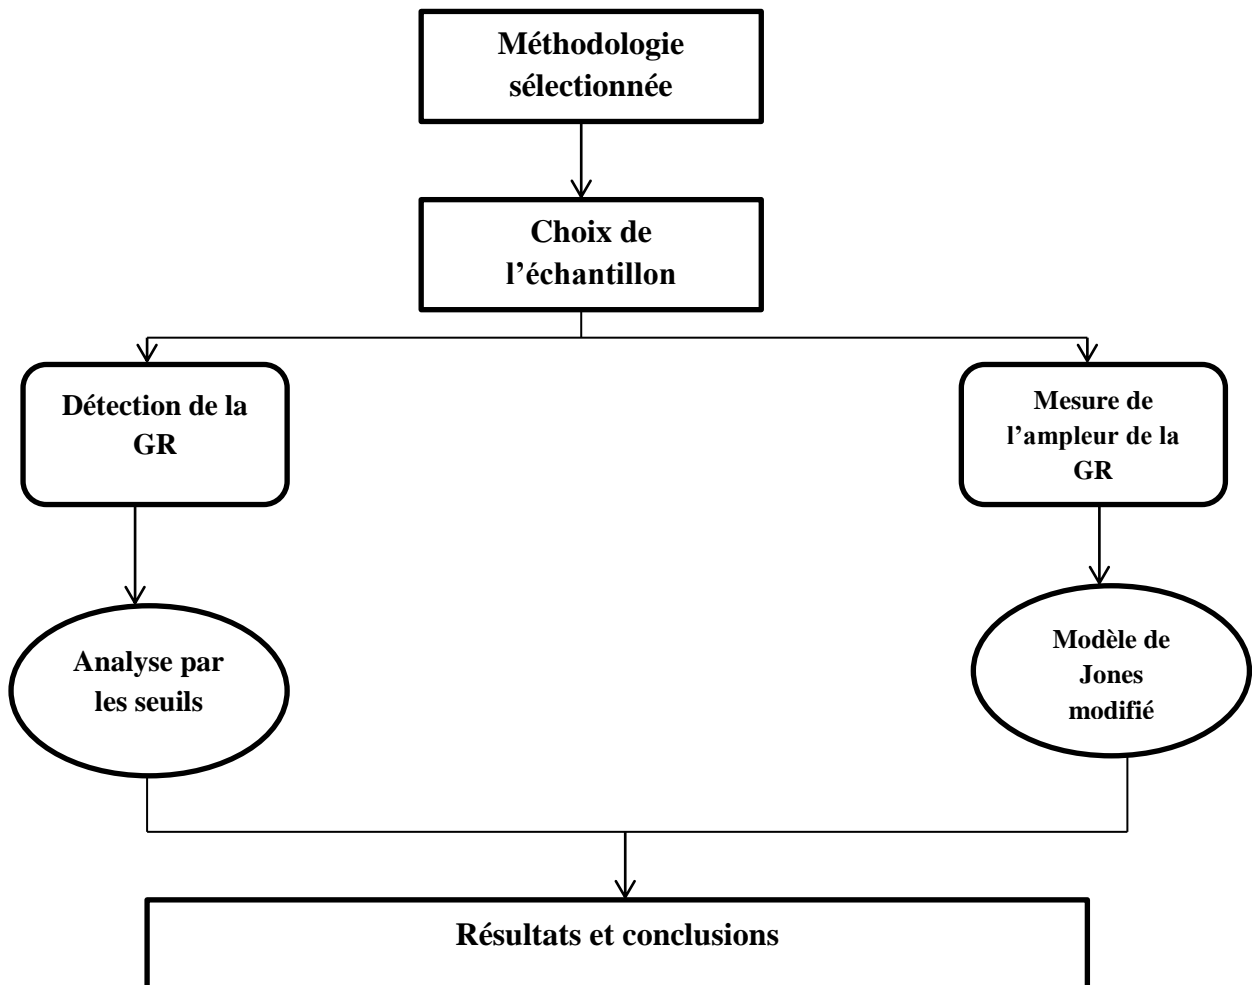 Méthodologie
sélectionnée
Choix de
l’échantillon
Détection de la
GR
Mesure de
l’ampleur de la
GR
Analyse par
les seuils
Modèle de
Jones
modifié
Résultats et conclusions